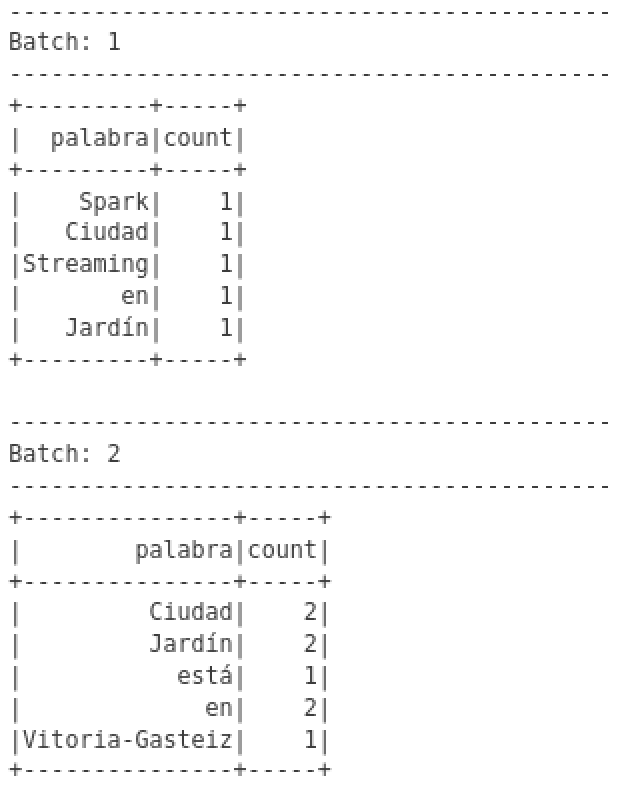 -------------------------------------------
Batch: 1
-------------------------------------------
+---------+-----+
|  palabra|count|
+---------+-----+
|    Spark|    1|
|   Ciudad|    1|
|Streaming|    1|
|       en|    1|
|   Jardín|    1|
+---------+-----+

-------------------------------------------
Batch: 2
-------------------------------------------
+---------------+-----+
|        palabra|count|
+---------------+-----+
|         Ciudad|    2|
|         Jardín|    2|
|           está|    1|
|             en|    2|
|Vitoria-Gasteiz|    1|
+---------------+-----+